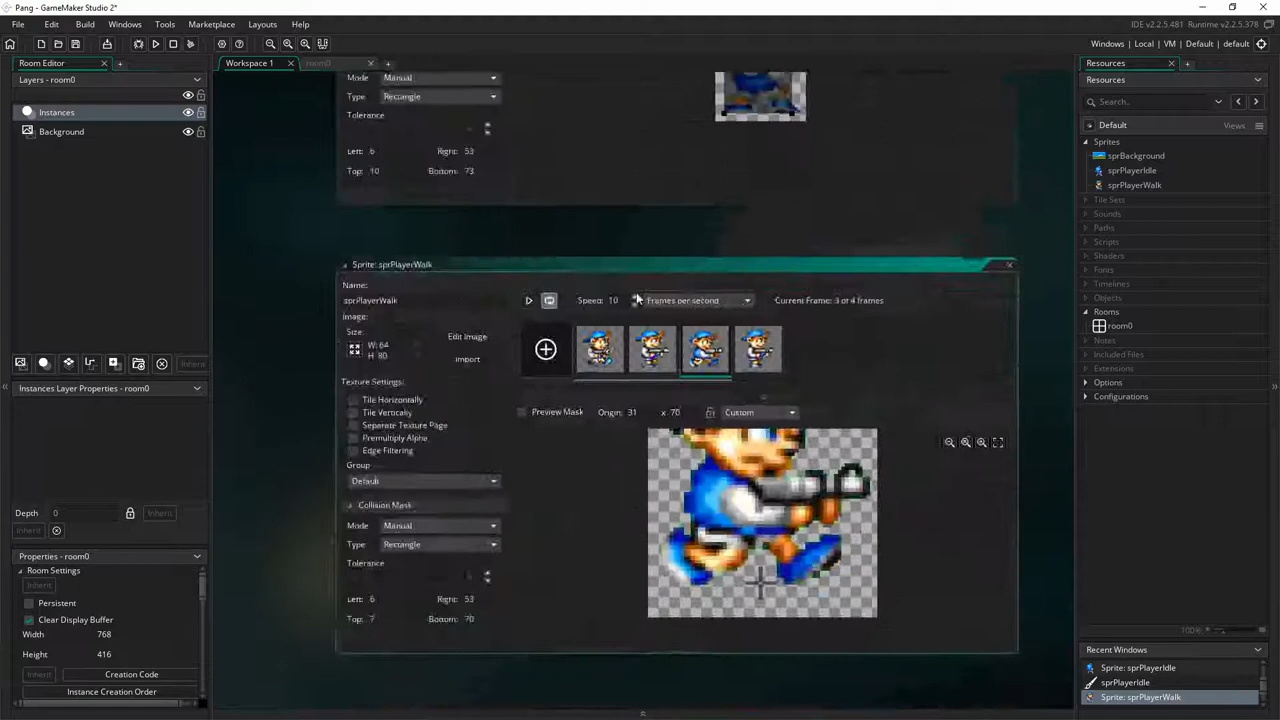 Pang - GameMaker Studio 2
File Edit Build Windows Tools Marketplace Layouts Help
IDE v2.2.5.481 Runtime v2.2.5.378
Windows | Local | VM | Default | default
Room Editor
Layers - room0
Instances
Background
Inherit
Instances Layer Properties - room0
Depth 0 Inherit
Inherit
Properties - room0
Room Settings
Inherit
Persistent
Clear Display Buffer
Width 768
Height 416
Inherit Creation Code
Instance Creation Order
Workspace 1 room0
Mode Manual
Type Rectangle
Tolerance
Left: 6 Right: 53
Top: 10 Bottom: 73
Sprite: sprPlayerWalk
Name:
sprPlayerWalk
Speed: 10 Frames per second Current Frame: 3 of 4 frames
Image:
Size:
W: 64
H: 80
Edit Image
Import
Texture Settings:
Tile Horizontally
Tile Vertically
Separate Texture Page
Premultiply Alpha
Edge Filtering
Preview Mask Origin: 31 x 70 Custom
Group
Default
Collision Mask
Mode Manual
Type Rectangle
Tolerance
Left: 6 Right: 53
Top: 7 Bottom: 70
Resources
Resources
Search...
Default Views
Sprites
sprBackground
sprPlayerIdle
sprPlayerWalk
Tile Sets
Sounds
Paths
Scripts
Shaders
Fonts
Timelines
Objects
Rooms
room0
Notes
Included Files
Extensions
Options
Configurations
100%
Recent Windows
Sprite: sprPlayerIdle
sprPlayerIdle
Sprite: sprPlayerWalk